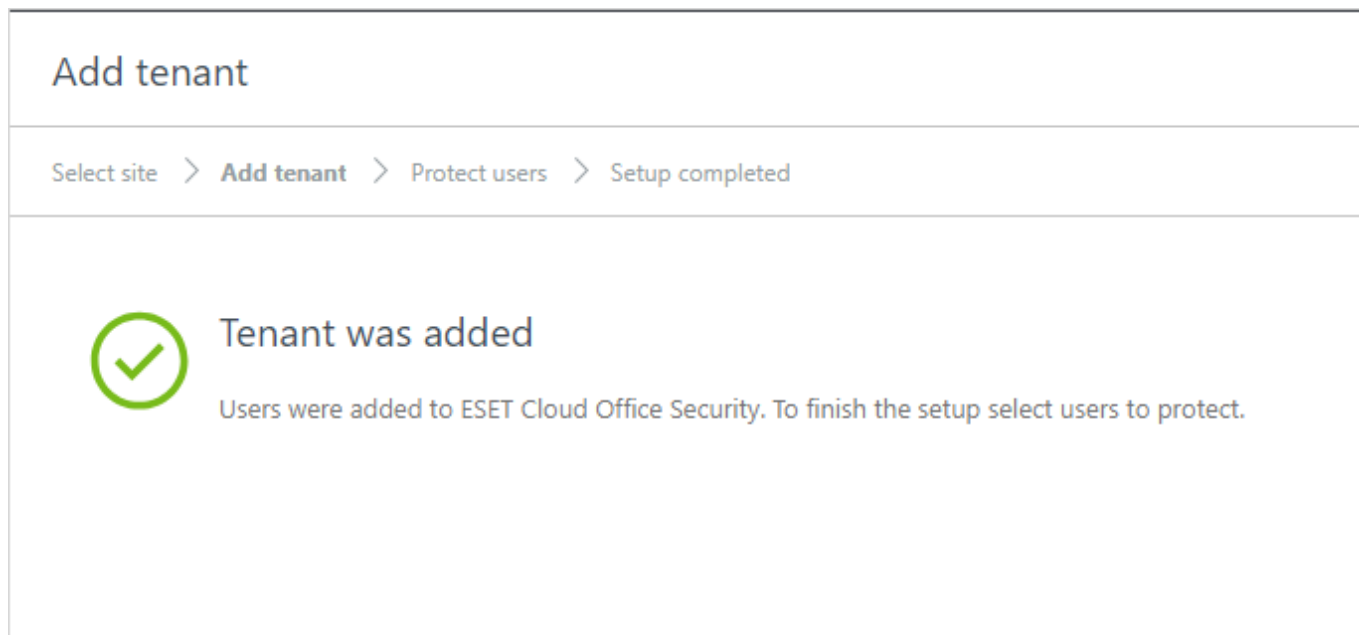 Add tenant
Select site > Add tenant > Protect users > Setup completed
Tenant was added
Users were added to ESET Cloud Office Security. To finish the setup select users to protect.